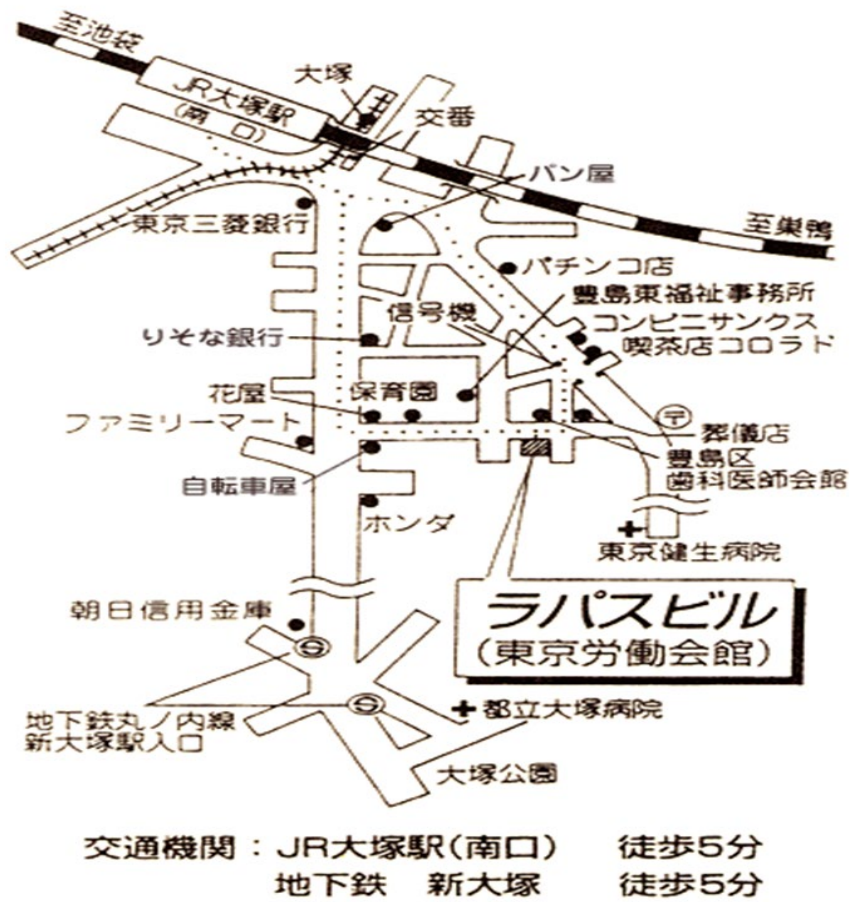 至池袋
JR大塚駅
(南口)
大塚
交番
パン屋
至巣鴨
東京三菱銀行
パチンコ店
豊島東福祉事務所
信号機
コンビニサンクス
りそな銀行
喫茶店コロラド
花屋
保育園
ファミリーマート
〒
葬儀店
豊島区
歯科医師会館
自転車屋
ホンダ
東京健生病院
ラパスビル
(東京労働会館)
朝日信用金庫
地下鉄丸ノ内線
新大塚駅入口
都立大塚病院
大塚公園
交通機関:JR大塚駅(南口) 徒歩5分
地下鉄 新大塚 徒歩5分